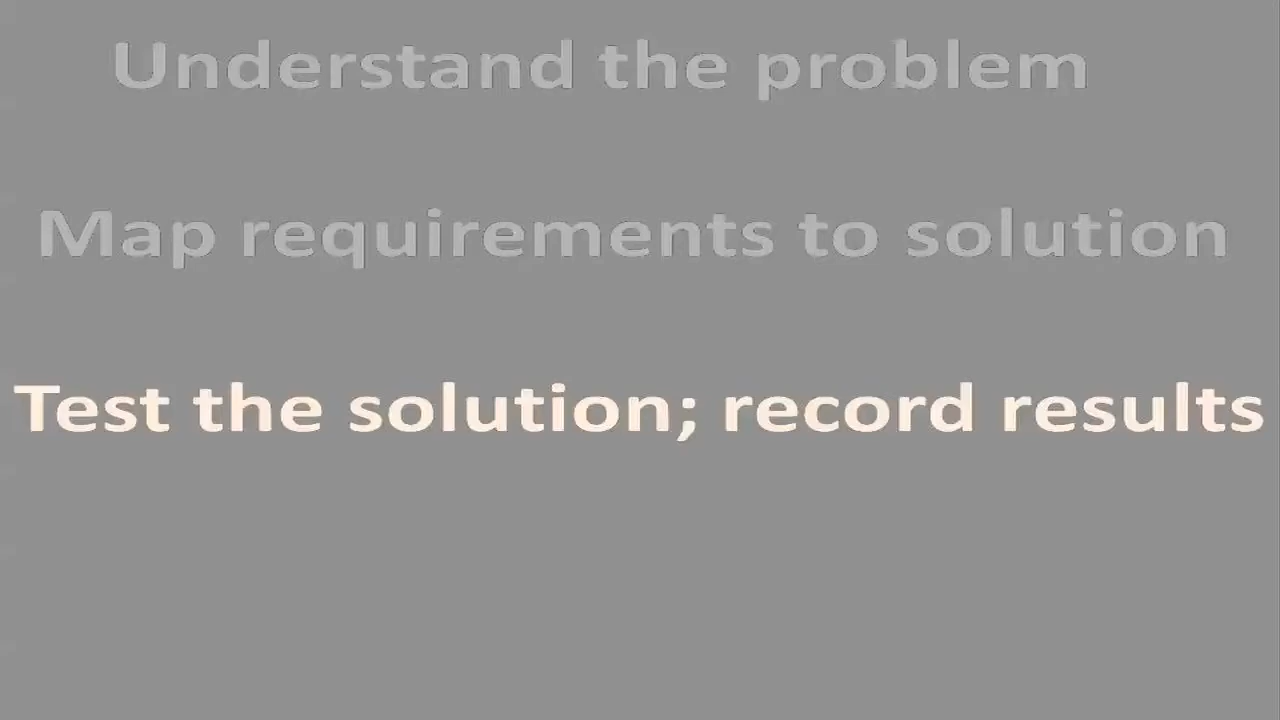 Understand the problem
Map requirements to solution
Test the solution; record results